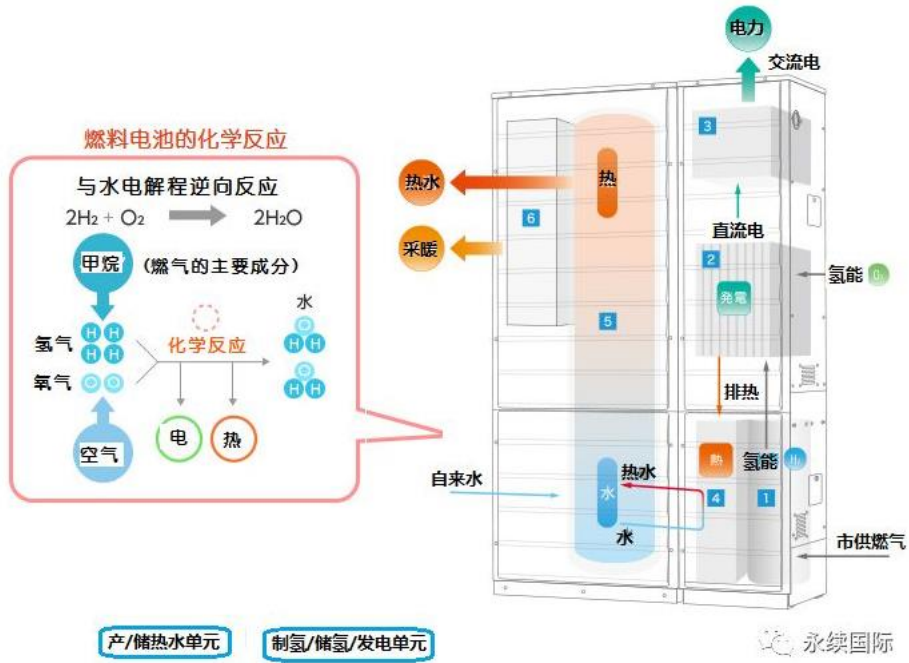 电力
交流电
燃料电池的化学反应
与水电解程逆向反应
2H₂ + O₂ 2H₂O
甲烷
(燃气的主要成分)
水
氢气
H H
H H
化学反应
氧气
O O
O
H H
O
H H
电
热
空气
3
热
热水
6
采暖
直流电
2
発電
氢能 O₂
5
排热
自来水
热水
水
水
熱
氢能 H₂
4
1
市供燃气
产/储热水单元
制氢/储氢/发电单元
永续国际